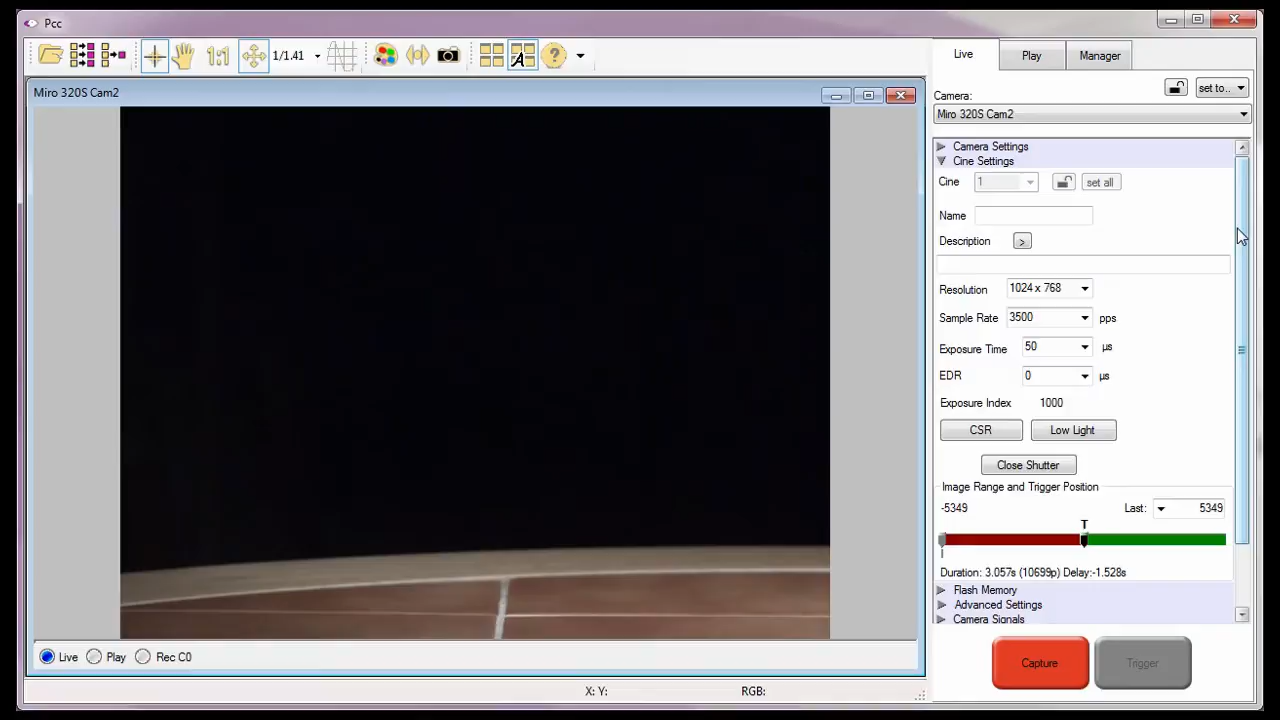 Pcc
1:1 1/1.41 A ?
Live Play Manager
Camera: set to..
Miro 320S Cam2
Miro 320S Cam2
Camera Settings
Cine Settings
Cine 1 set all
Name
Description >
Resolution 1024 x 768
Sample Rate 3500 pps
Exposure Time 50 µs
EDR 0 µs
Exposure Index 1000
CSR Low Light
Close Shutter
Image Range and Trigger Position
-5349 Last: 5349
T
I
Duration: 3.057s (10699p) Delay:-1.528s
Flash Memory
Advanced Settings
Camera Signals
Capture Trigger
Live Play Rec C0
X: Y: RGB: